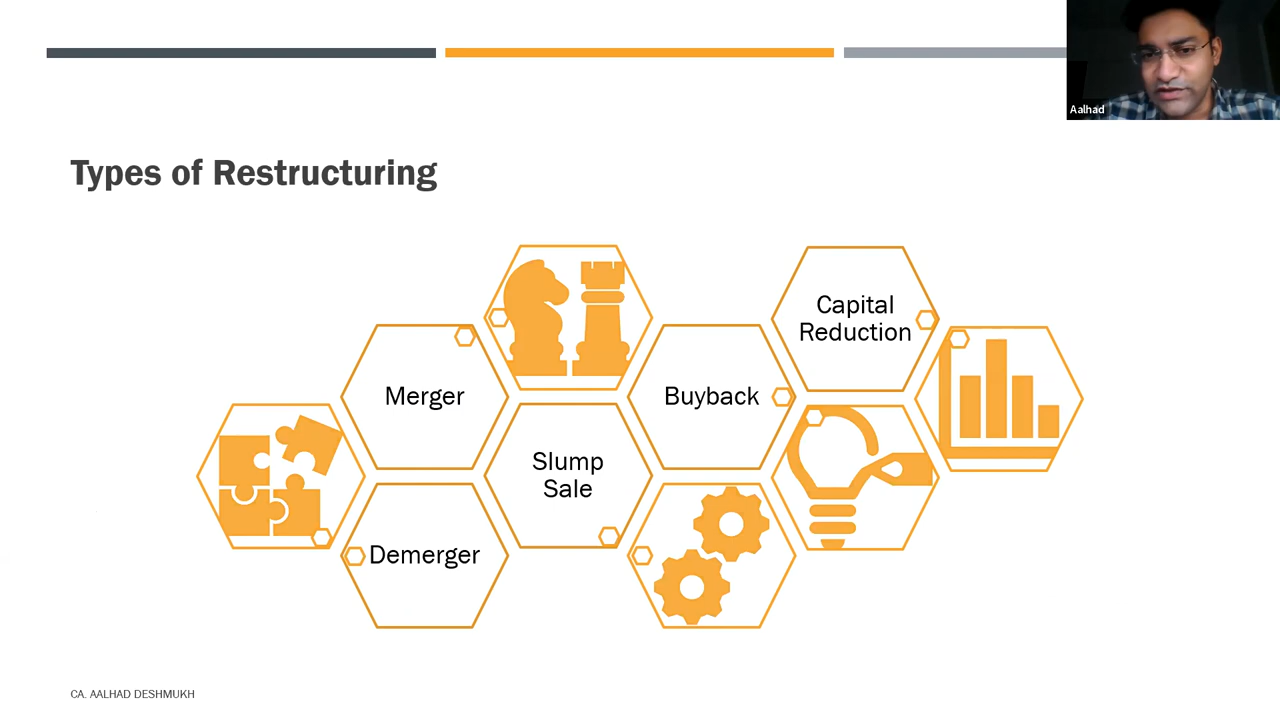 Aalhad
Types of Restructuring
Capital
Reduction
Merger
Buyback
Slump
Sale
Demerger
CA. AALHAD DESHMUKH